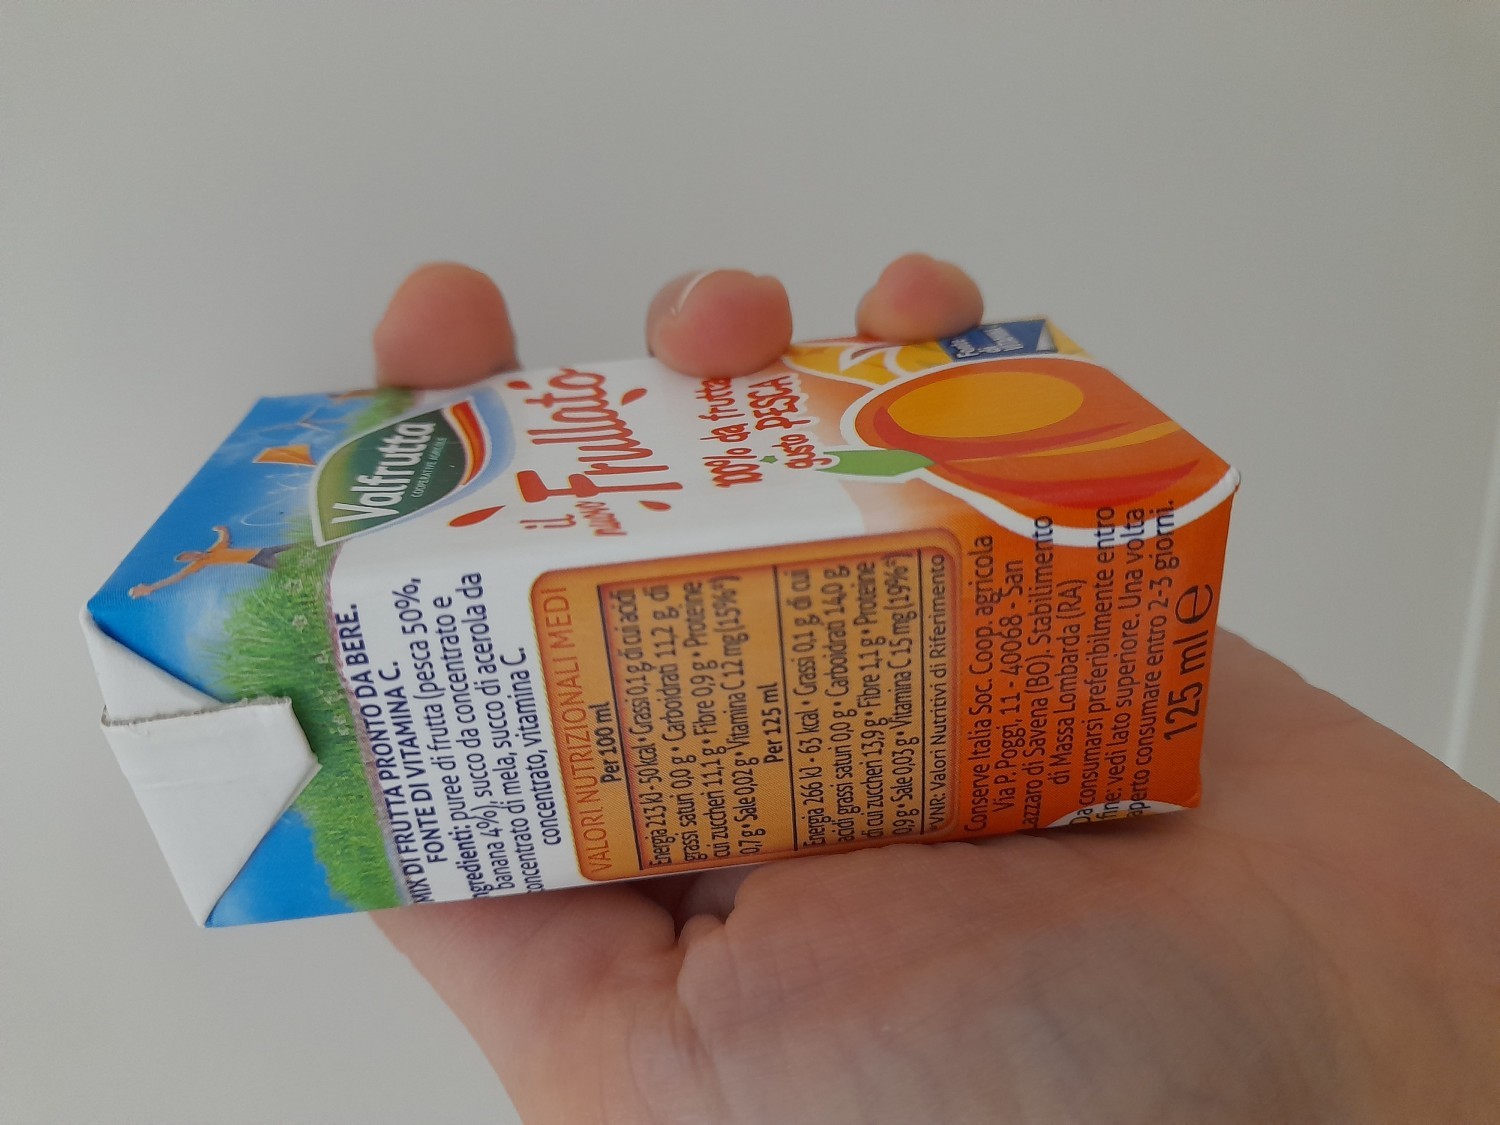 Valfrutta
COOPERATIVE AGRICOLE
il
nuovo Frullato
100% da frutta
gusto PESCA
Fonte
di Vitamina
MIX DI FRUTTA PRONTO DA BERE.
FONTE DI VITAMINA C.
ngredienti: puree di frutta (pesca 50%,
banana 4%), succo da concentrato e
oncentrato di mela, succo di acerola da
concentrato, vitamina C.
VALORI NUTRIZIONALI MEDI
Per 100 ml
Energia 213 kJ - 50 kcal • Grassi 0,1 g di cui acidi
grassi saturi 0,0 g • Carboidrati 11,2 g, di
cui zuccheri 11,1 g • Fibre 0,9 g • Proteine
0,7 g • Sale 0,02 g • Vitamina C 12 mg (15%*)
Per 125 ml
Energia 266 kJ - 63 kcal • Grassi 0,1 g di cui
acidi grassi saturi 0,0 g • Carboidrati 14,0 g,
di cui zuccheri 13,9 g • Fibre 1,1 g • Proteine
0,9 g • Sale 0,03 g • Vitamina C 15 mg (19%*)
*VNR: Valori Nutritivi di Riferimento
Conserve Italia Soc. Coop. agricola
Via P. Poggi, 11 - 40068 - San
azzaro di Savena (BO). Stabilimento
di Massa Lombarda (RA)
Da consumarsi preferibilmente entro
fine: vedi lato superiore. Una volta
aperto consumare entro 2-3 giorni.
125 ml e